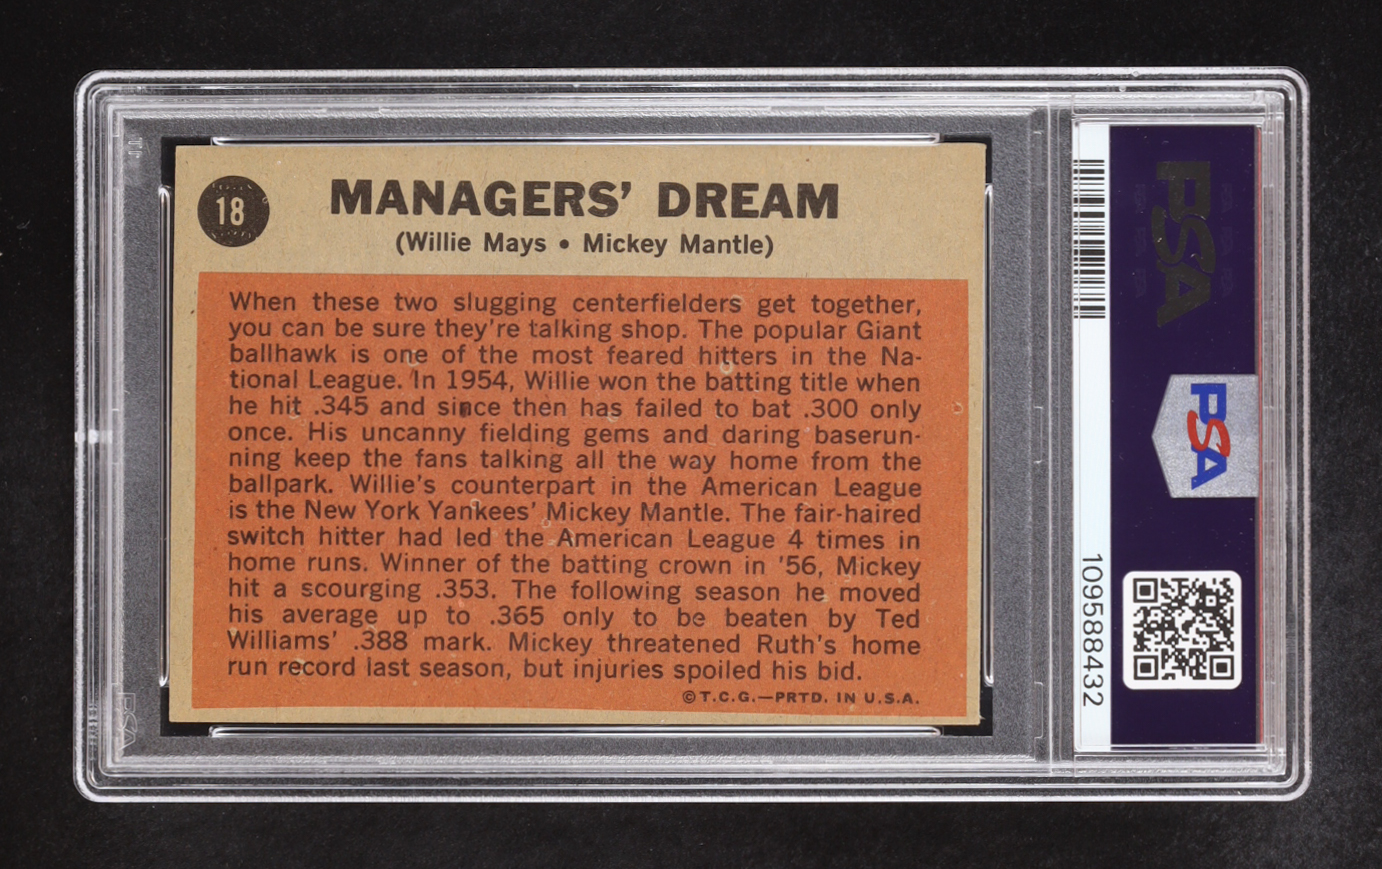 18
MANAGERS’ DREAM
(Willie Mays • Mickey Mantle)
When these two slugging centerfielders get together,
you can be sure they’re talking shop. The popular Giant
ballhawk is one of the most feared hitters in the Na-
tional League. In 1954, Willie won the batting title when
he hit .345 and since then has failed to bat .300 only
once. His uncanny fielding gems and daring baserun-
ning keep the fans talking all the way home from the
ballpark. Willie’s counterpart in the American League
is the New York Yankees’ Mickey Mantle. The fair-haired
switch hitter had led the American League 4 times in
home runs. Winner of the batting crown in ’56, Mickey
hit a scourging .353. The following season he moved
his average up to .365 only to be beaten by Ted
Williams’ .388 mark. Mickey threatened Ruth’s home
run record last season, but injuries spoiled his bid.
©T.C.G.—PRTD. IN U.S.A.
PSA
PSA
109588432
PSA